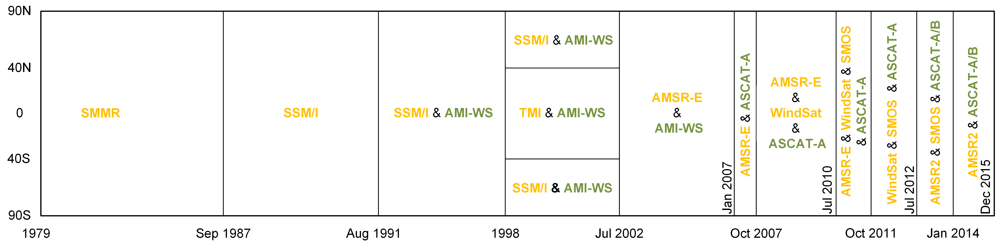 90N
40N
0
40S
90S
SMMR
SSM/I
SSM/I & AMI-WS
SSM/I & AMI-WS
TMI & AMI-WS
SSM/I & AMI-WS
AMSR-E
&
AMI-WS
Jan 2007
AMSR-E & ASCAT-A
AMSR-E
&
WindSat
&
ASCAT-A
Jul 2010
AMSR-E & WindSat & SMOS
& ASCAT-A
WindSat & SMOS & ASCAT-A
Jul 2012
AMSR2 & SMOS & ASCAT-A/B
AMSR2 & ASCAT-A/B
Dec 2015
1979
Sep 1987
Aug 1991
1998
Jul 2002
Oct 2007
Oct 2011
Jan 2014